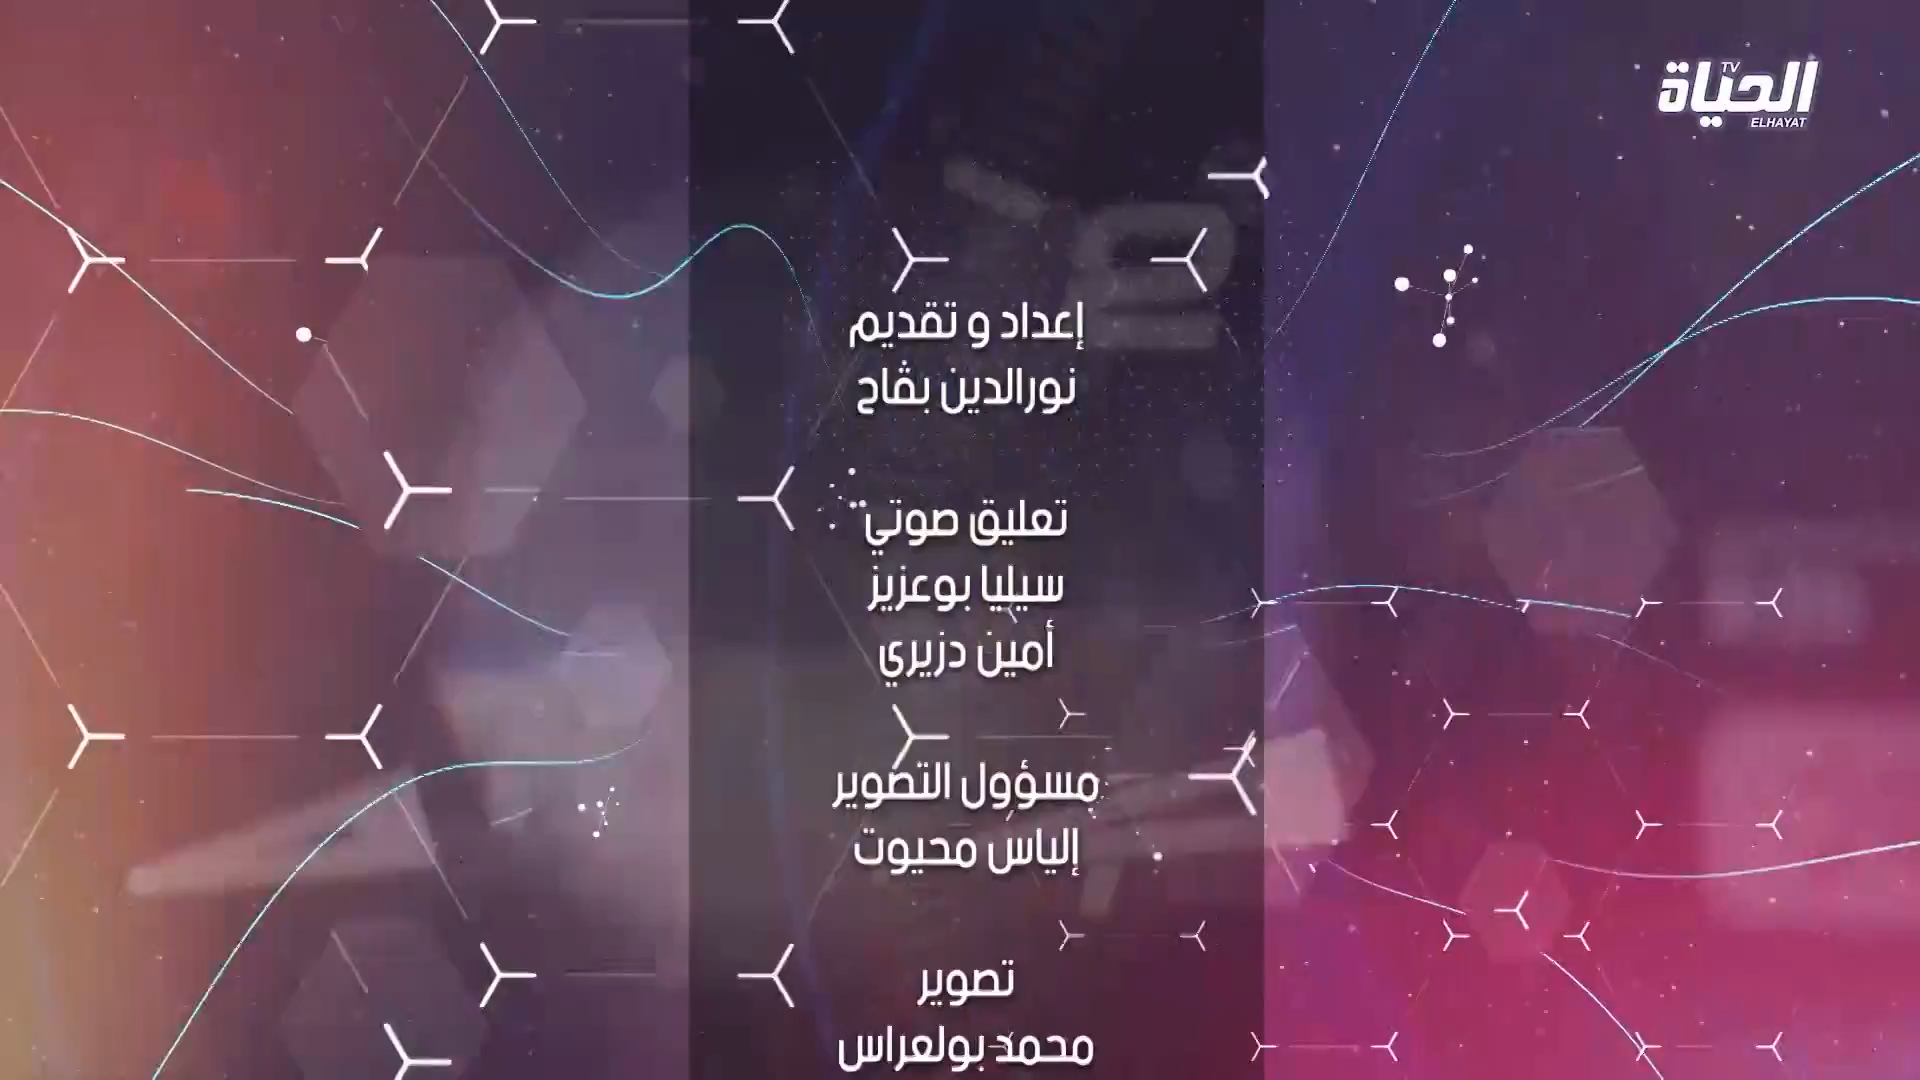 الحياة TV
ELHAYAT
إعداد و تقديم
نورالدين بڨاح
تعليق صوتي
سيليا بوعزيز
أمين دزيري
مسؤول التصوير
إلياس محيوت
تصوير
محمد بولعراس